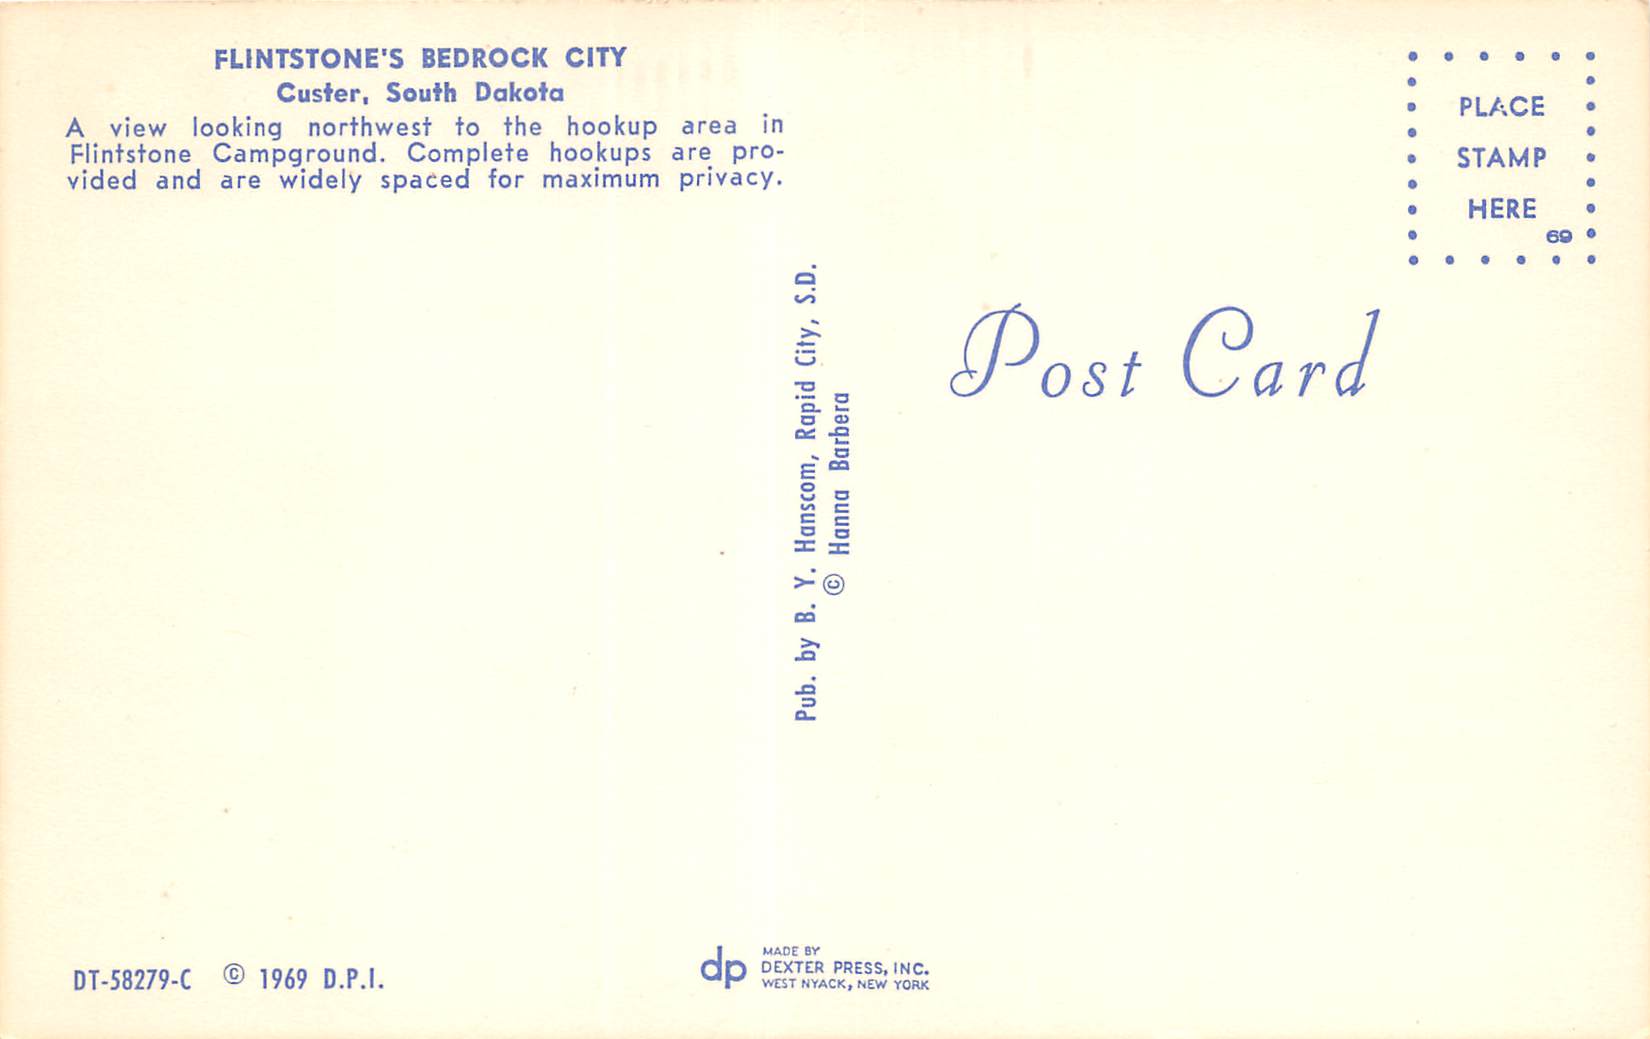 FLINTSTONE'S BEDROCK CITY
Custer, South Dakota
A view looking northwest to the hookup area in
Flintstone Campground. Complete hookups are pro-
vided and are widely spaced for maximum privacy.
PLACE
STAMP
HERE
69
Post Card
Pub. by B. Y. Hanscom, Rapid City, S.D.
© Hanna Barbera
DT-58279-C © 1969 D.P.I.
dp
MADE BY
DEXTER PRESS, INC.
WEST NYACK, NEW YORK